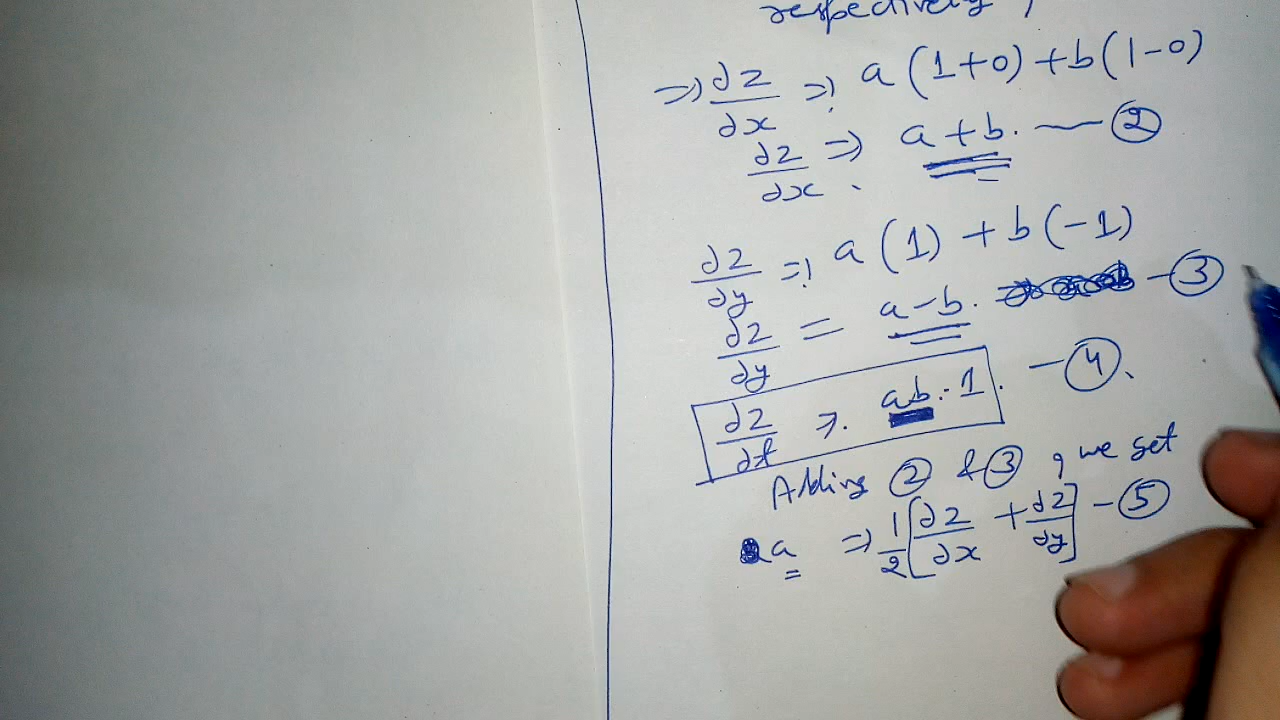 respectively,
⇒ ∂z/∂x ⇒ a(1+0)+b(1-0)
∂z/∂x ⇒ a+b. — ②
∂z/∂y ⇒ a(1)+b(-1)
∂z/∂y = a-b. - ③
∂z/∂t ⇒. ab.1. - ④.
Adding ② & ③, we get
a ⇒ 1/2[∂z/∂x + ∂z/∂y] - ⑤